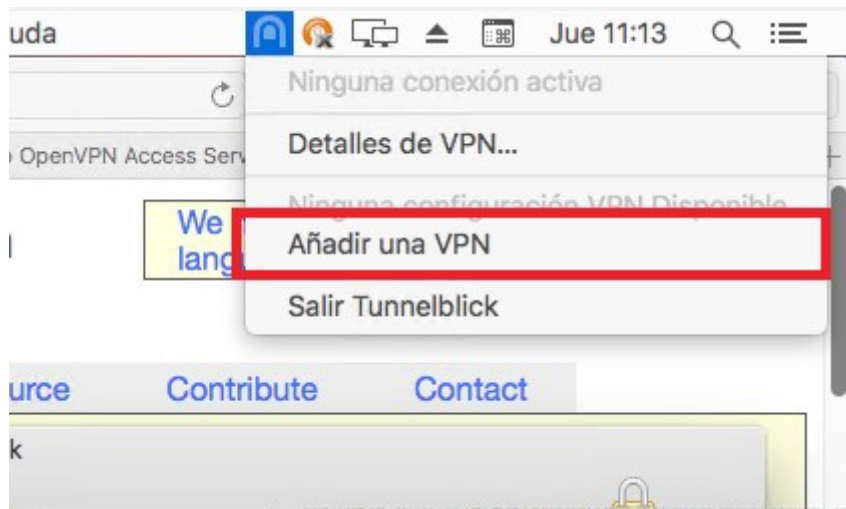 uda
Jue 11:13
Ninguna conexión activa
OpenVPN Access Serv
Detalles de VPN...
Ninguna configuración VPN Disponible
We
lang
Añadir una VPN
Salir Tunnelblick
urce Contribute Contact
k